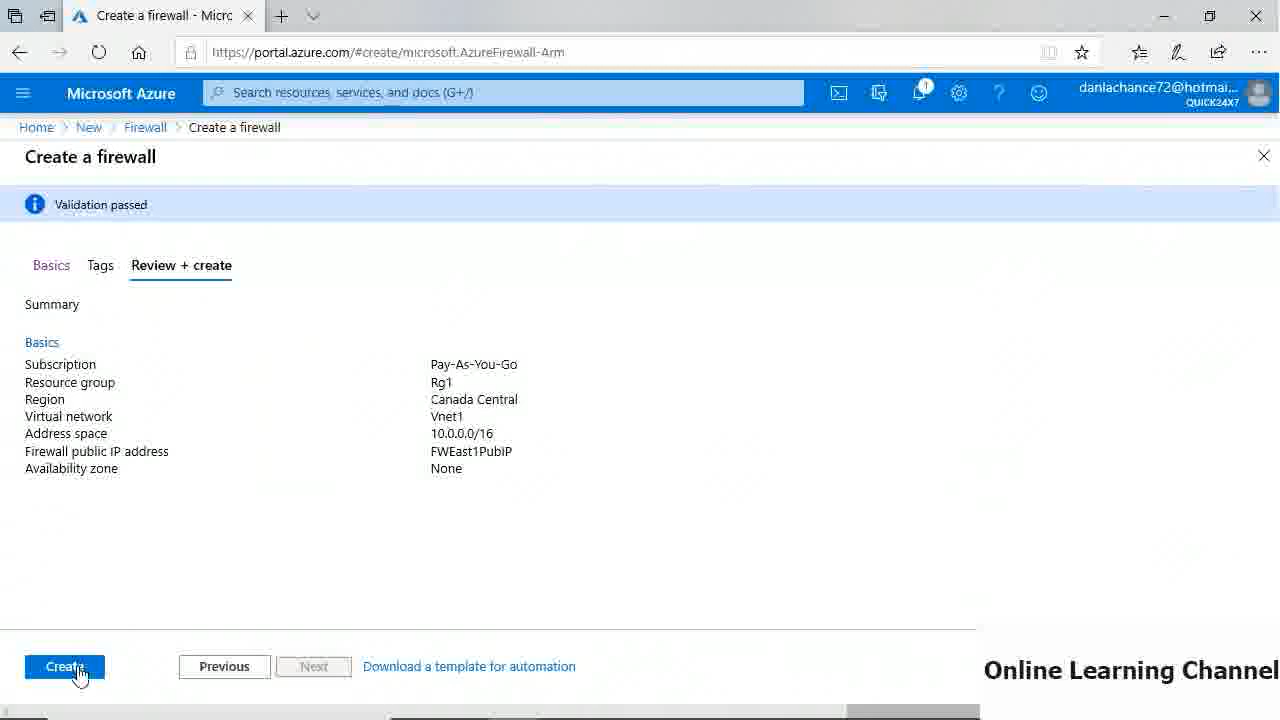 Create a firewall - Micro
https://portal.azure.com/#create/microsoft.AzureFirewall-Arm
Microsoft Azure
Search resources, services, and docs (G+/)
1
danlachance72@hotmai...
QUICK24X7
Home > New > Firewall > Create a firewall
Create a firewall
Validation passed
Basics Tags Review + create
Summary
Basics
Subscription Pay-As-You-Go
Resource group Rg1
Region Canada Central
Virtual network Vnet1
Address space 10.0.0.0/16
Firewall public IP address FWEast1PubIP
Availability zone None
Create Previous Next Download a template for automation
Online Learning Channel